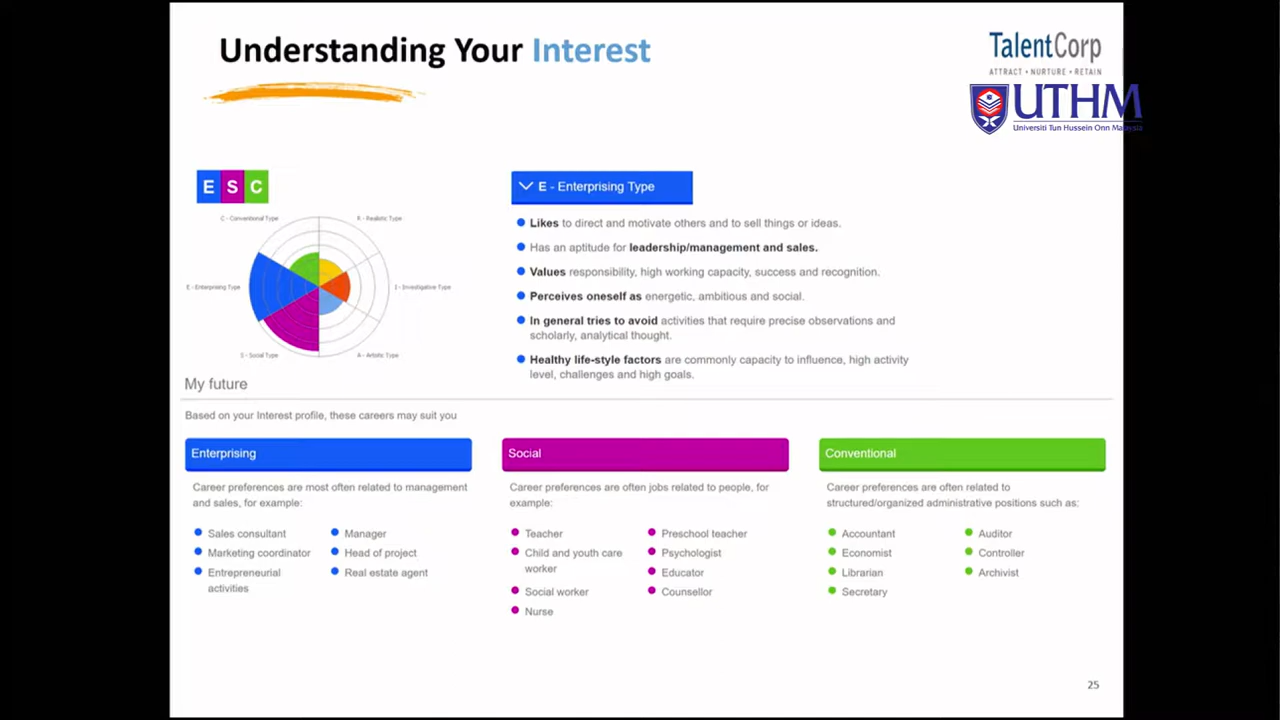 Understanding Your Interest
TalentCorp
ATTRACT • NURTURE • RETAIN
UTHM
Universiti Tun Hussein Onn Malaysia
E S C
C - Conventional Type
R - Realistic Type
E - Enterprising Type
I - Investigative Type
S - Social Type
A - Artistic Type
E - Enterprising Type
Likes to direct and motivate others and to sell things or ideas.
Has an aptitude for leadership/management and sales.
Values responsibility, high working capacity, success and recognition.
Perceives oneself as energetic, ambitious and social.
In general tries to avoid activities that require precise observations and
scholarly, analytical thought.
Healthy life-style factors are commonly capacity to influence, high activity
level, challenges and high goals.
My future
Based on your Interest profile, these careers may suit you
Enterprising
Career preferences are most often related to management
and sales, for example:
Sales consultant
Marketing coordinator
Entrepreneurial
activities
Manager
Head of project
Real estate agent
Social
Career preferences are often jobs related to people, for
example:
Teacher
Child and youth care
worker
Social worker
Nurse
Preschool teacher
Psychologist
Educator
Counsellor
Conventional
Career preferences are often related to
structured/organized administrative positions such as:
Accountant
Economist
Librarian
Secretary
Auditor
Controller
Archivist
25